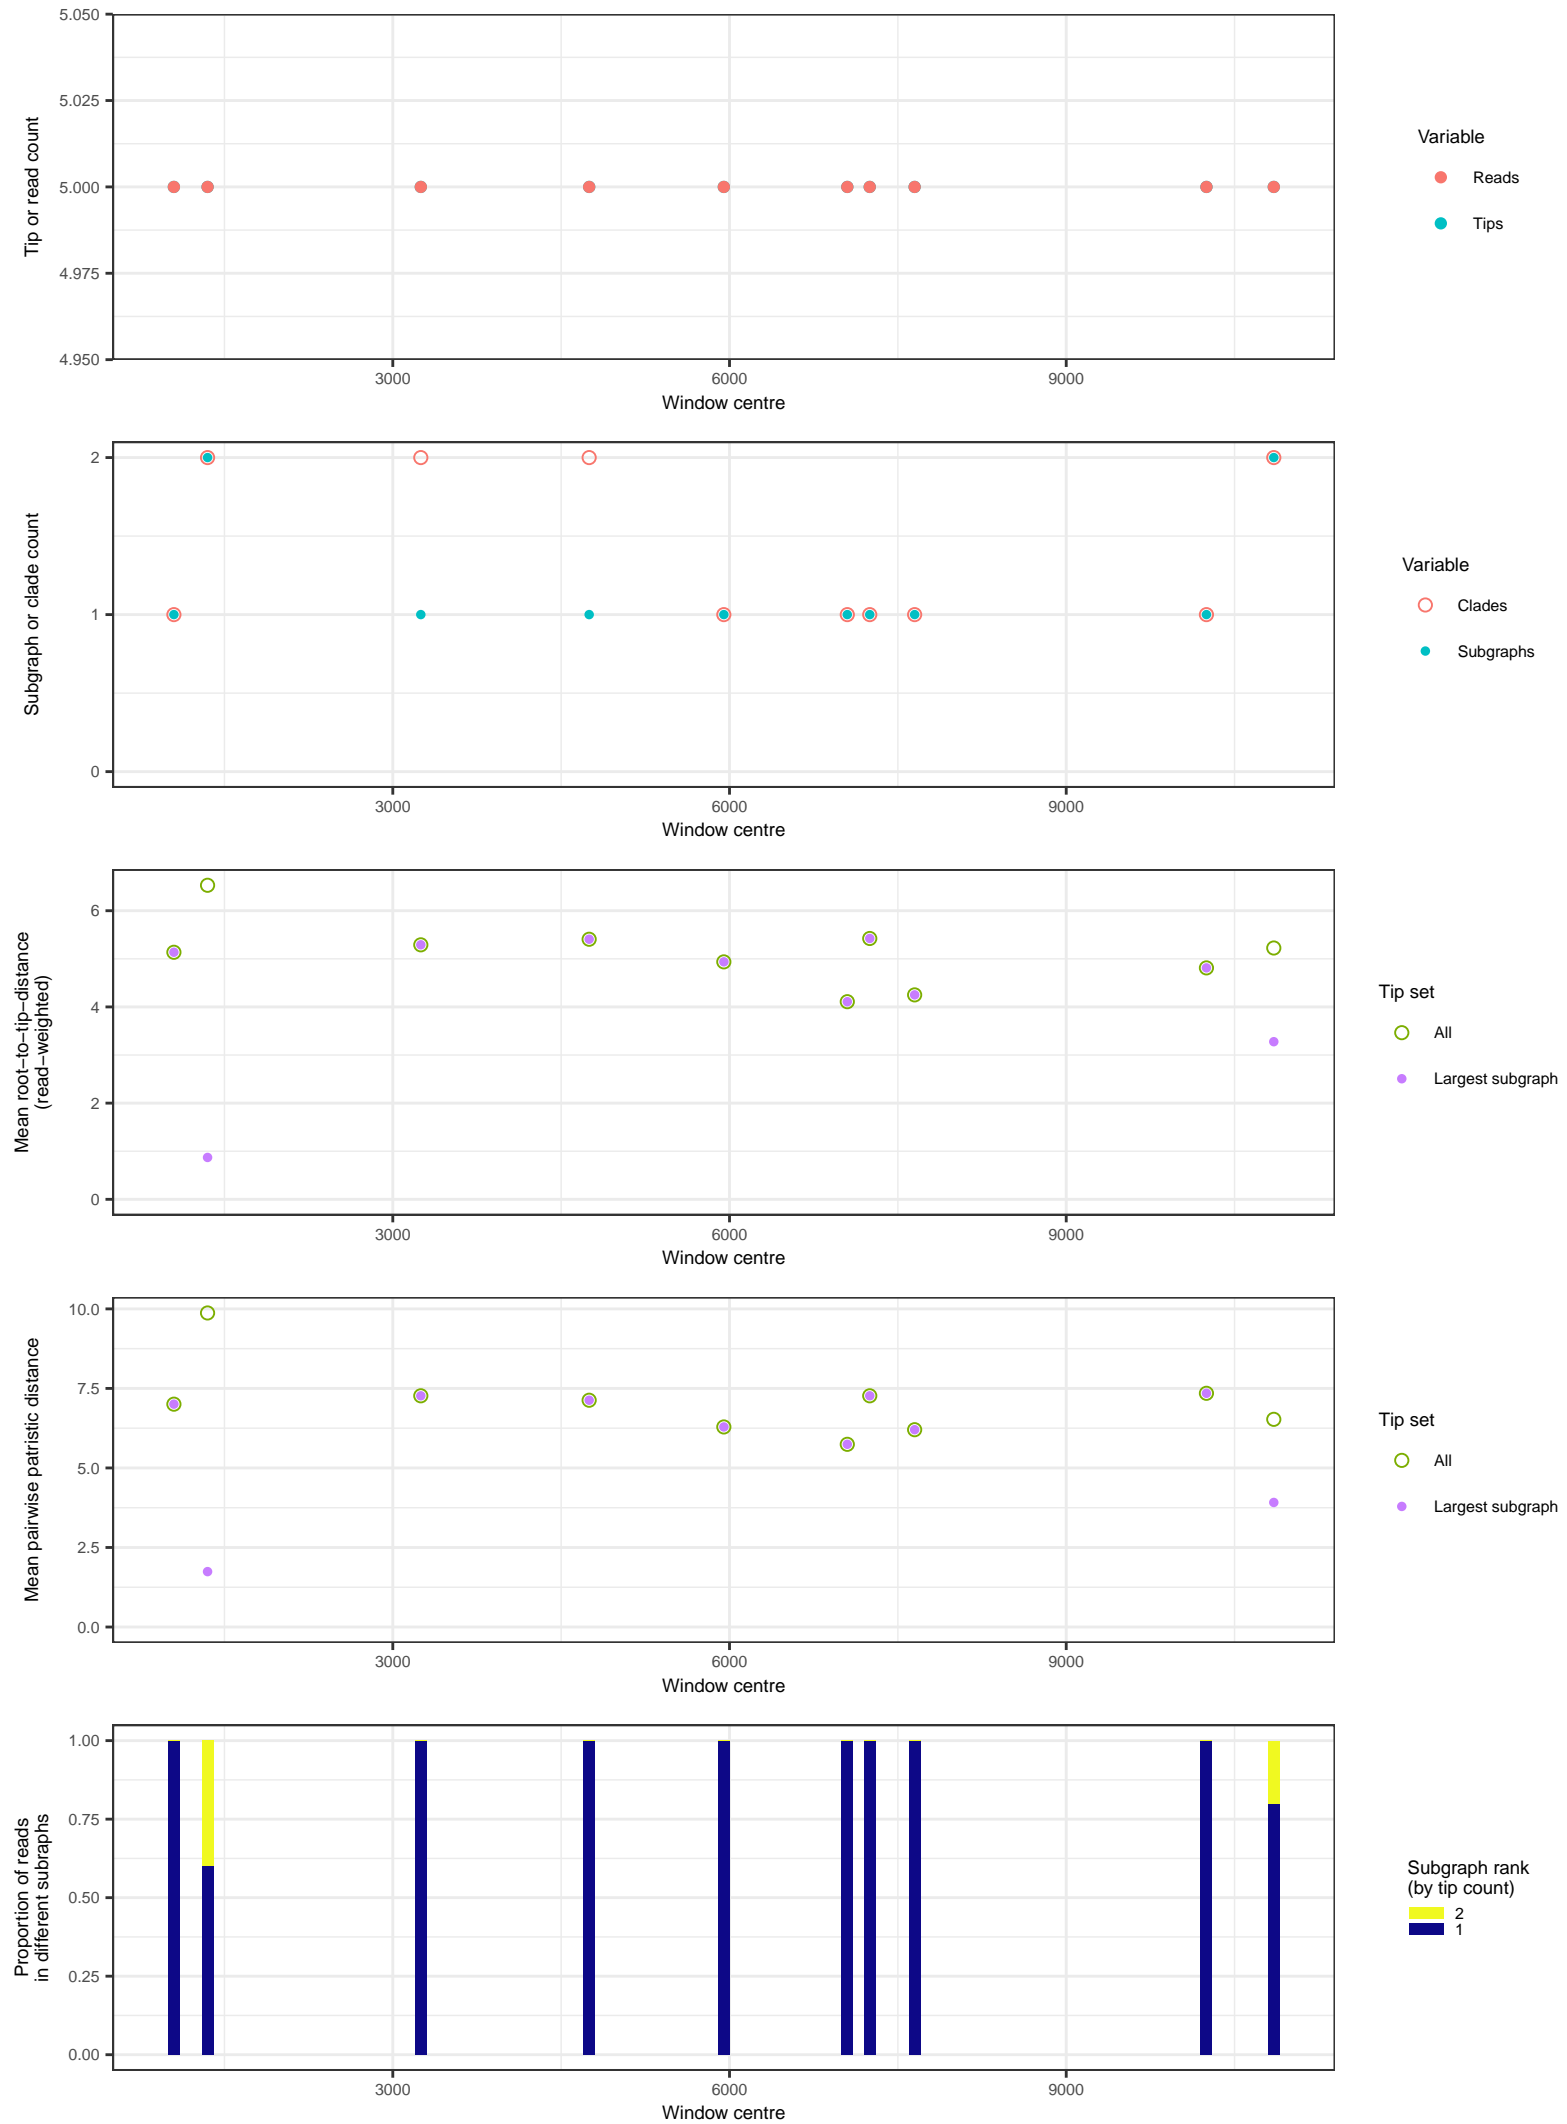 5.050
5.025
5.000
4.975
4.950
Tip or read count
3000
6000
9000
Window centre
Variable
Reads
Tips
2
1
0
Subgraph or clade count
3000
6000
9000
Window centre
Variable
Clades
Subgraphs
6
4
2
0
Mean root−to−tip−distance
(read−weighted)
3000
6000
9000
Window centre
Tip set
All
Largest subgraph
10.0
7.5
5.0
2.5
0.0
Mean pairwise patristic distance
3000
6000
9000
Window centre
Tip set
All
Largest subgraph
1.00
0.75
0.50
0.25
0.00
Proportion of reads
in different subraphs
3000
6000
9000
Window centre
Subgraph rank
(by tip count)
2
1